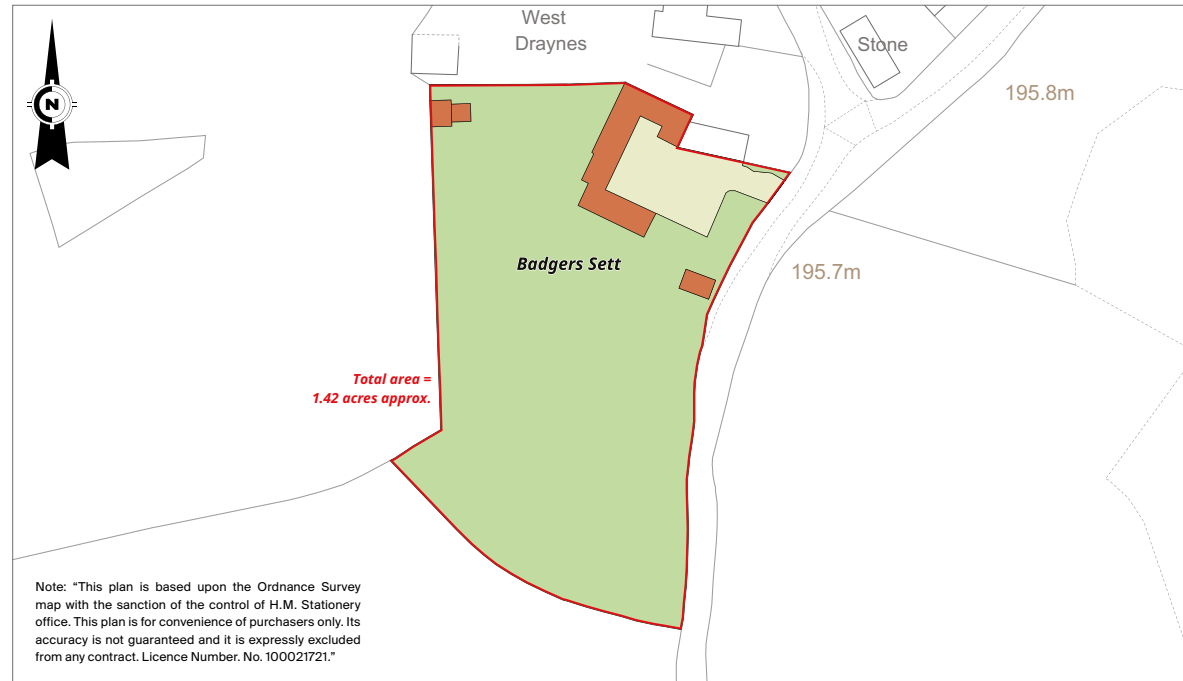 West
Draynes
Stone
N
195.8m
Badgers Sett
195.7m
Total area =
1.42 acres approx.
Note: “This plan is based upon the Ordnance Survey
map with the sanction of the control of H.M. Stationery
office. This plan is for convenience of purchasers only. Its
accuracy is not guaranteed and it is expressly excluded
from any contract. Licence Number. No. 100021721.”